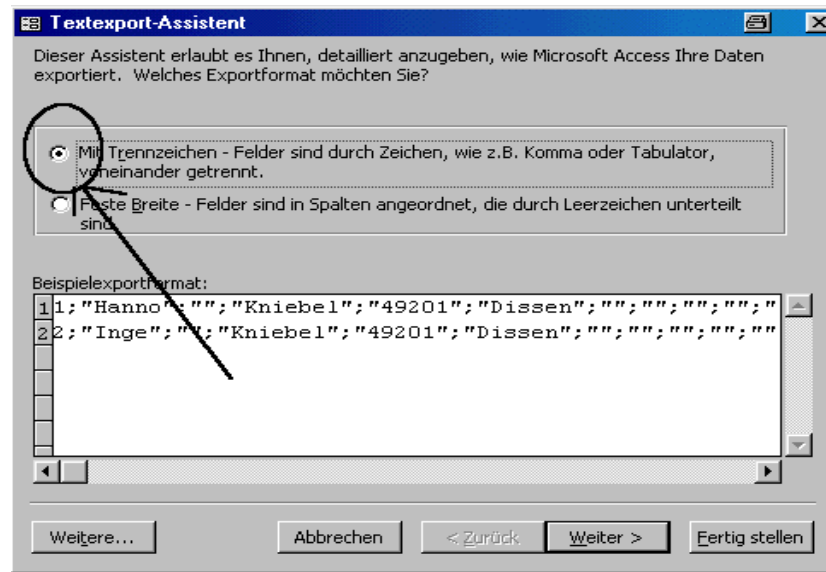 Textexport-Assistent
Dieser Assistent erlaubt es Ihnen, detailliert anzugeben, wie Microsoft Access Ihre Daten
exportiert. Welches Exportformat möchten Sie?
Mit Trennzeichen - Felder sind durch Zeichen, wie z.B. Komma oder Tabulator,
voneinander getrennt.
Feste Breite - Felder sind in Spalten angeordnet, die durch Leerzeichen unterteilt
sind.
Beispielexportformat:
1 1;"Hanno";"";"Kniebel";"49201";"Dissen";"";"";"";"";"
2 2;"Inge";"";"Kniebel";"49201";"Dissen";"";"";"";"";""
Weitere... Abbrechen < Zurück Weiter > Fertig stellen